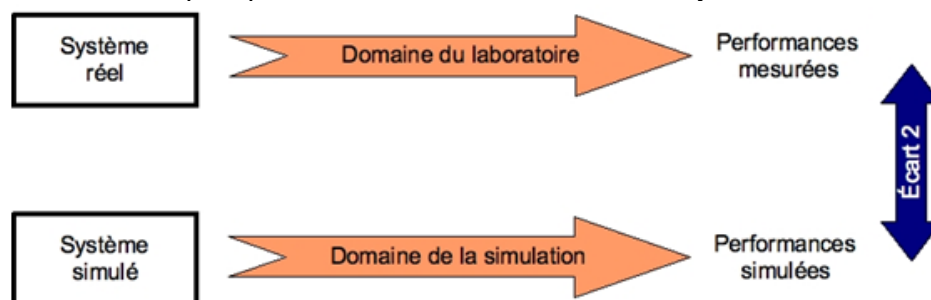 Système
réel
Domaine du laboratoire
Performances
mesurées
Écart 2
Système
simulé
Domaine de la simulation
Performances
simulées